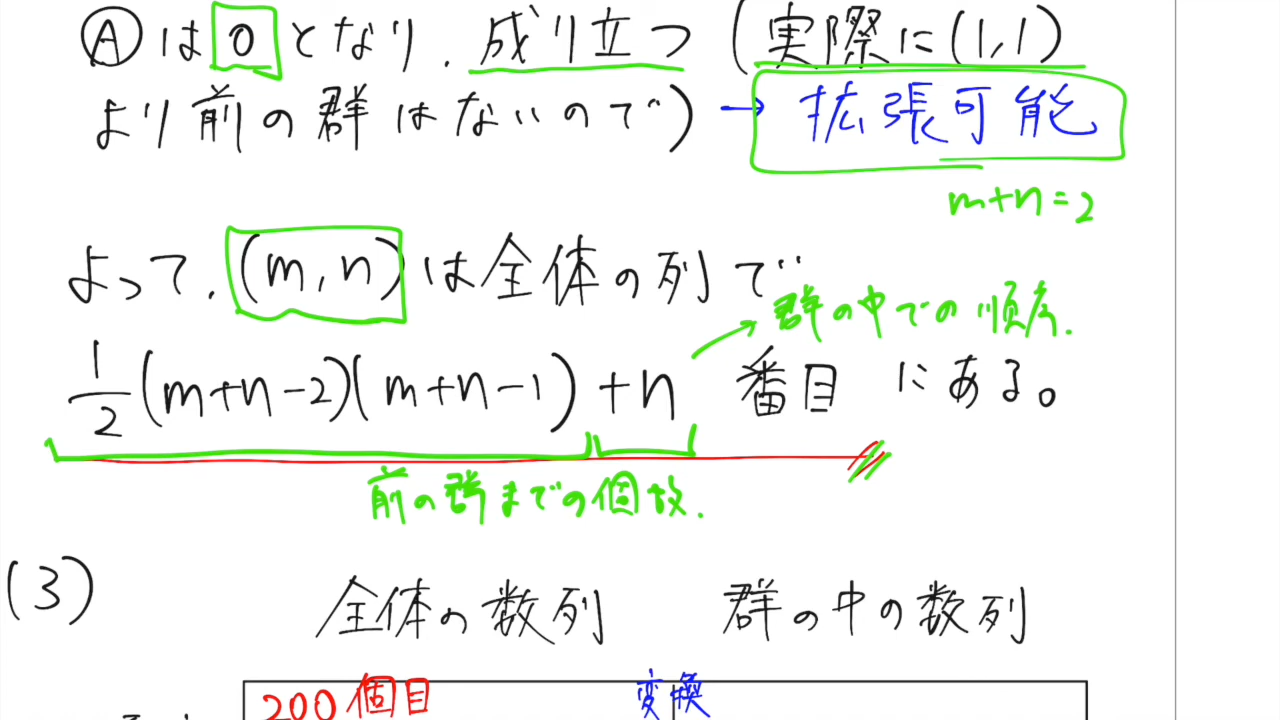 Ⓐは0となり、成り立つ (実際に(1,1)
より前の群はないので) → 拡張可能
m+n=2
よって、(m,n)は全体の列で
群の中での順序.
1/2(m+n-2)(m+n-1)+n 番目 にある。
前の群までの個数.
(3)
全体の数列 群の中の数列
200個目 変換